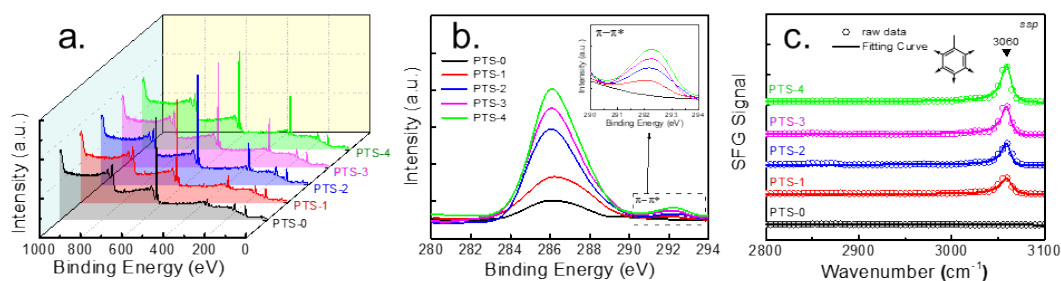 a.
Intensity (a.u.)
PTS-4
PTS-3
PTS-2
PTS-1
PTS-0
1000 800 600 400 200 0
Binding Energy (eV)
b.
PTS-0
PTS-1
PTS-2
PTS-3
PTS-4
π-π*
Intensity (a.u.)
290 291 292 293 294
Binding Energy (eV)
π-π*
Intensity (a.u.)
280 282 284 286 288 290 292 294
Binding Energy (eV)
c.
raw data
Fitting Curve
ssp
3060
SFG Signal
PTS-4
PTS-3
PTS-2
PTS-1
PTS-0
2800 2900 3000 3100
Wavenumber (cm⁻¹)